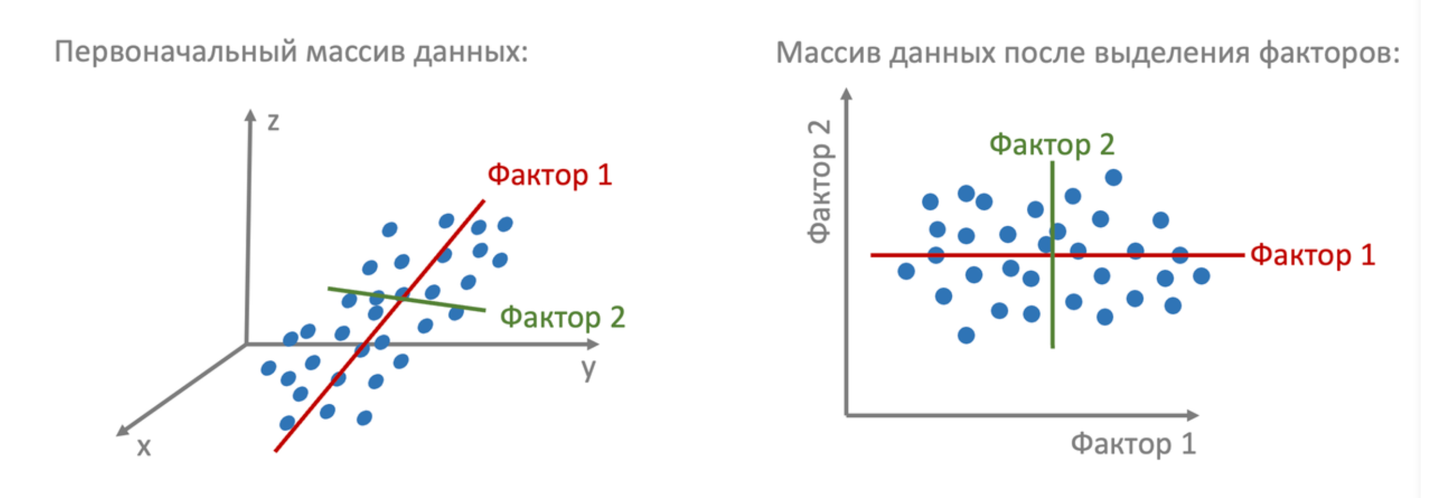 Первоначальный массив данных:
z
Фактор 1
Фактор 2
y
x
Массив данных после выделения факторов:
Фактор 2
Фактор 2
Фактор 1
Фактор 1